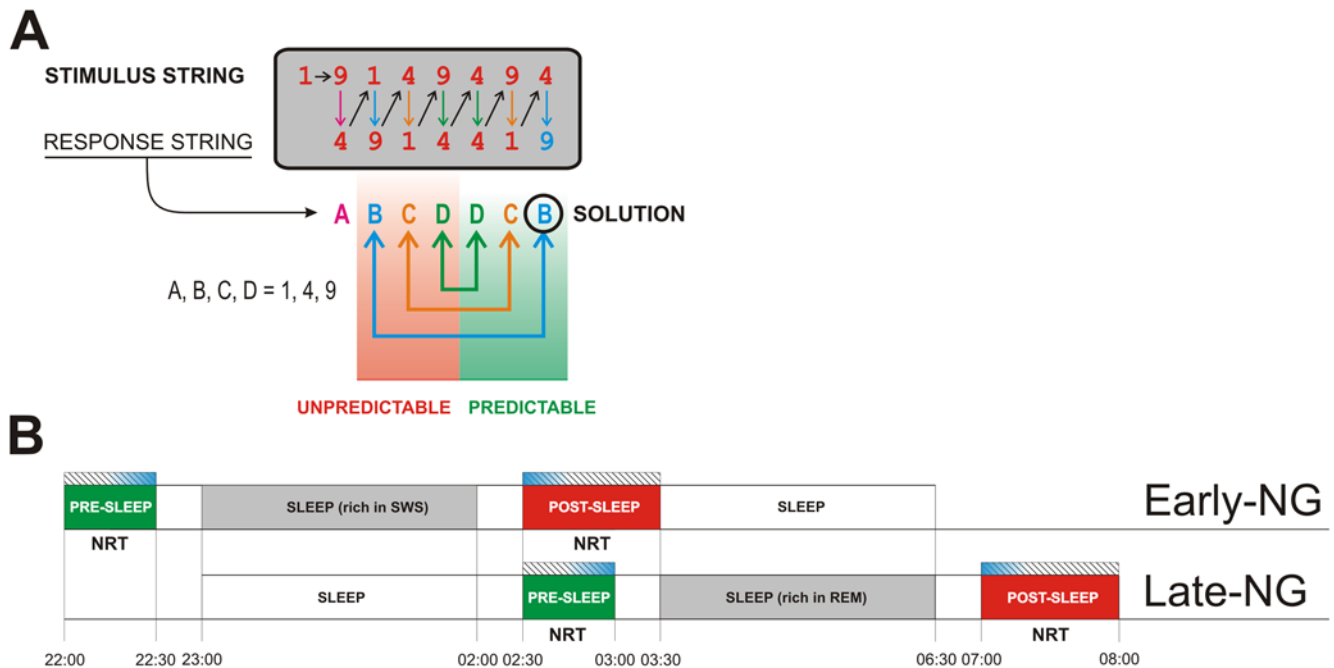 A
STIMULUS STRING
1→9 1 4 9 4 9 4
RESPONSE STRING
4 9 1 4 4 1 9
A B C D D C B SOLUTION
A, B, C, D = 1, 4, 9
UNPREDICTABLE PREDICTABLE
B
PRE-SLEEP SLEEP (rich in SWS) POST-SLEEP SLEEP Early-NG
NRT NRT
SLEEP PRE-SLEEP SLEEP (rich in REM) POST-SLEEP Late-NG
NRT NRT
22:00 22:30 23:00 02:00 02:30 03:00 03:30 06:30 07:00 08:00